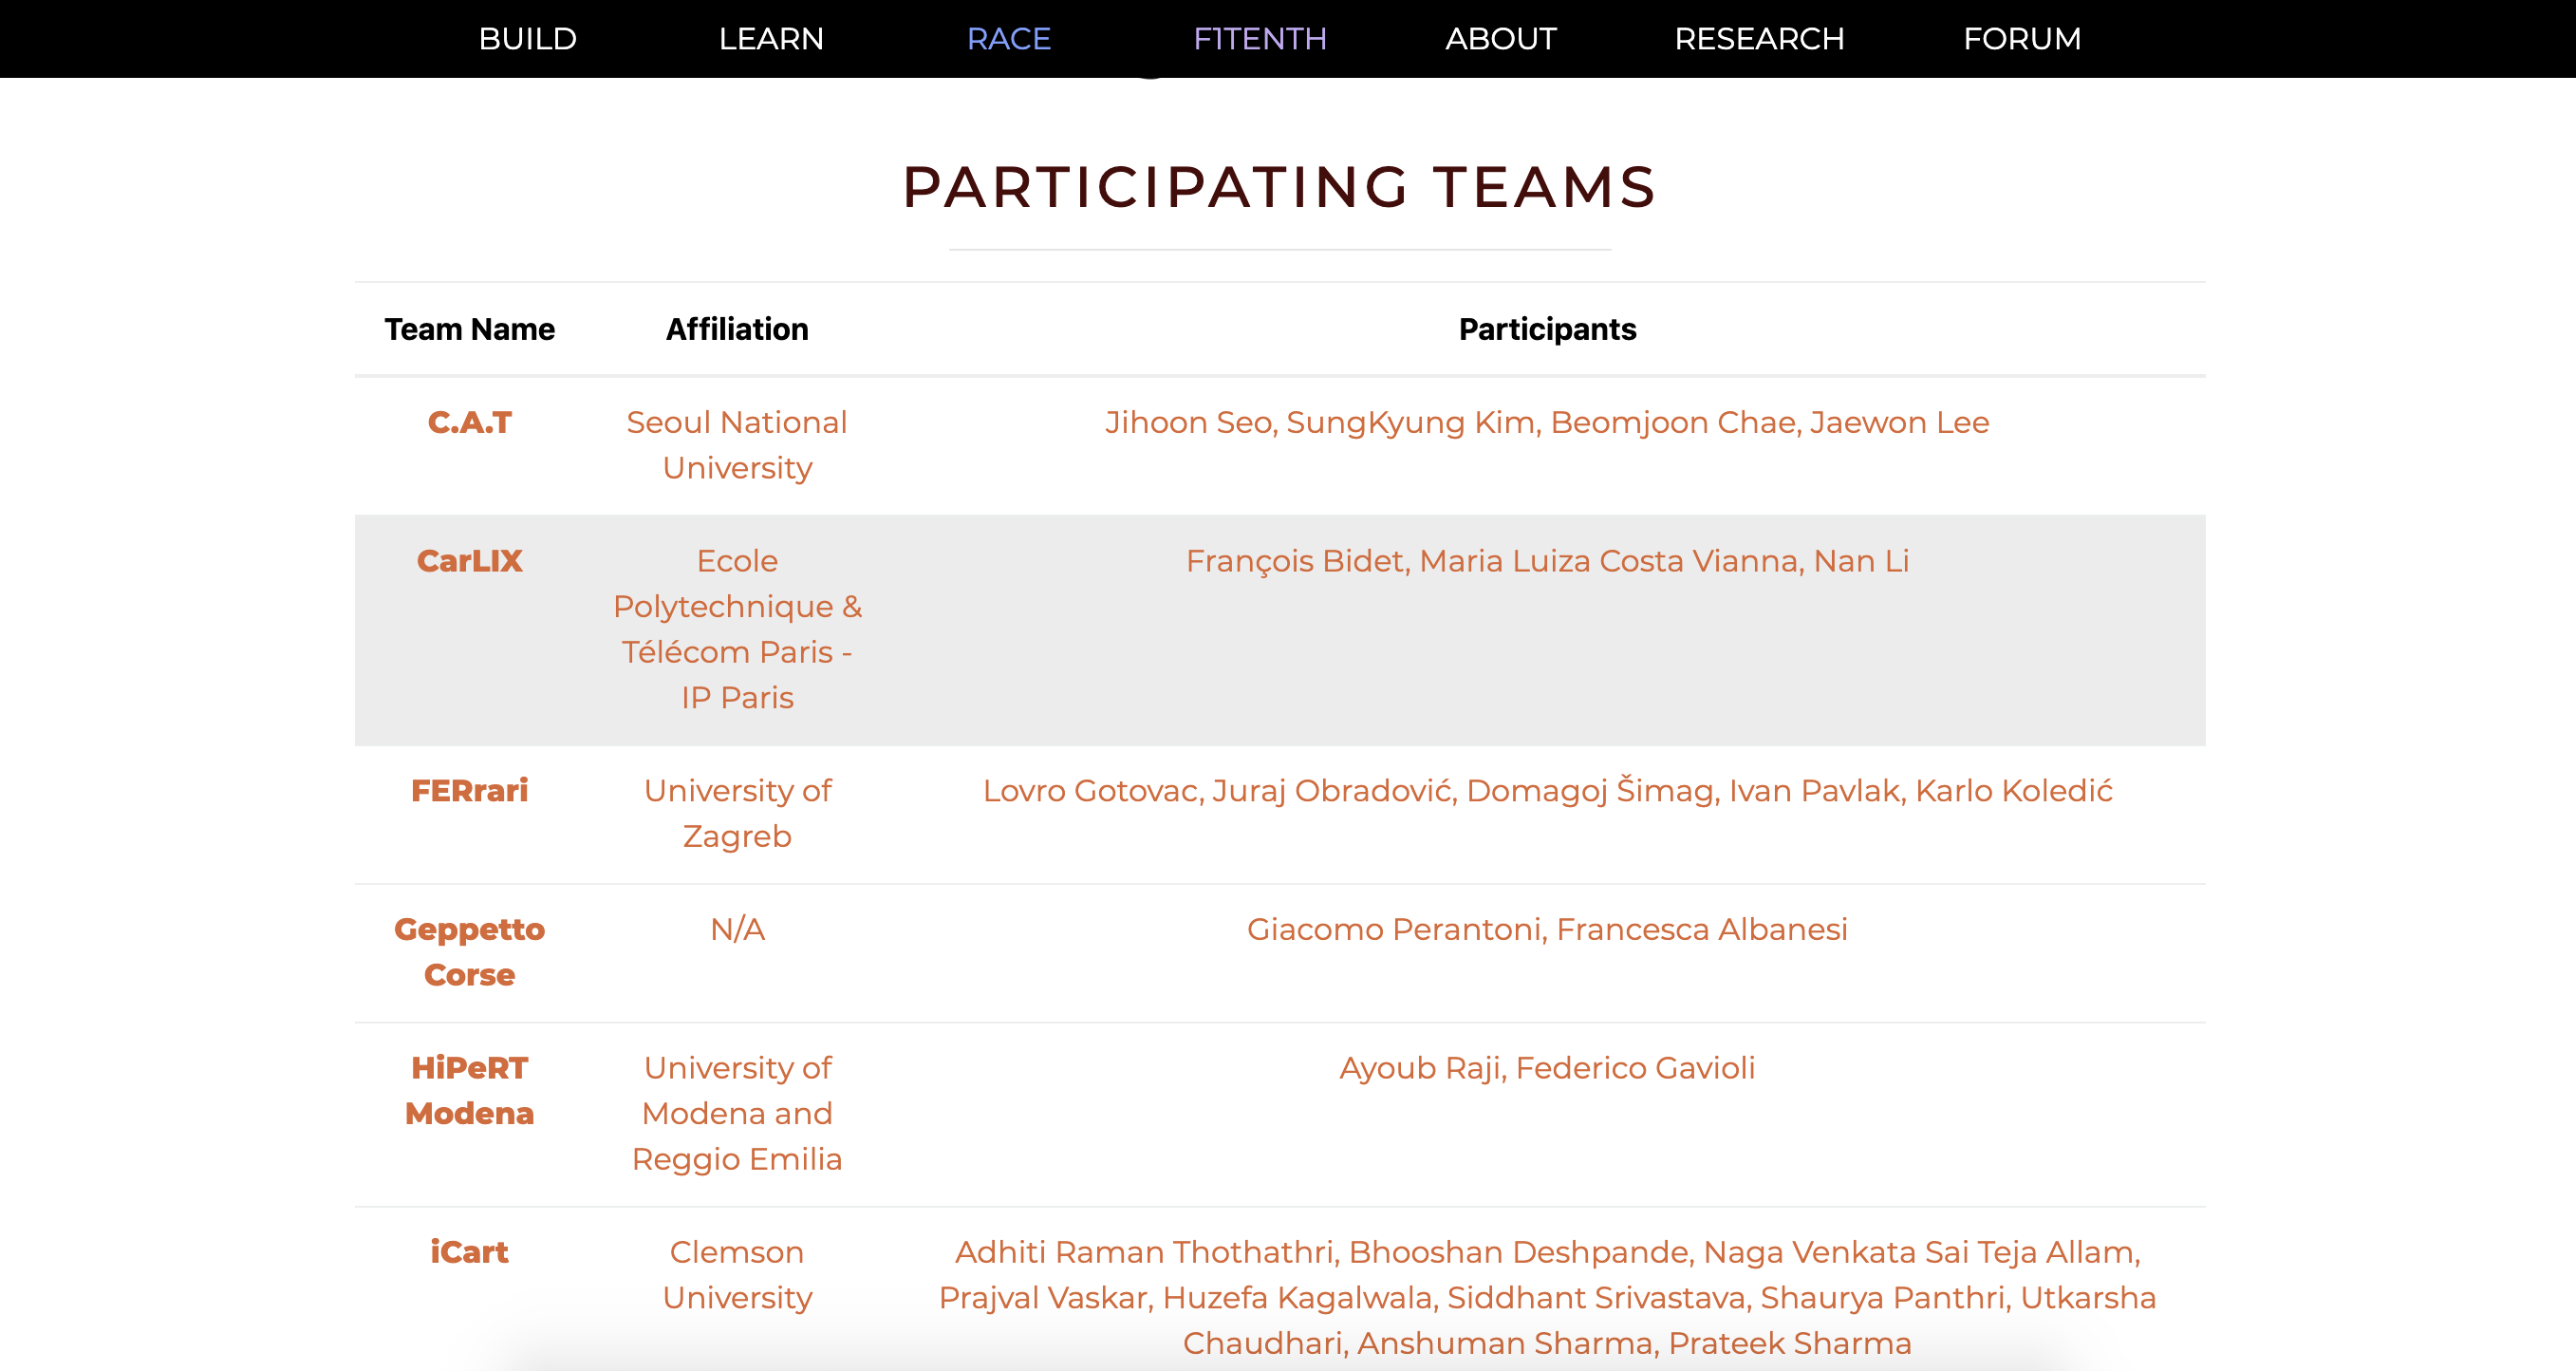 BUILD LEARN RACE F1TENTH ABOUT RESEARCH FORUM
PARTICIPATING TEAMS
Team Name Affiliation Participants
C.A.T Seoul National Jihoon Seo, SungKyung Kim, Beomjoon Chae, Jaewon Lee
University
CarLIX Ecole François Bidet, Maria Luiza Costa Vianna, Nan Li
Polytechnique &
Télécom Paris -
IP Paris
FERrari University of Lovro Gotovac, Juraj Obradović, Domagoj Šimag, Ivan Pavlak, Karlo Koledić
Zagreb
Geppetto N/A Giacomo Perantoni, Francesca Albanesi
Corse
HiPeRT University of Ayoub Raji, Federico Gavioli
Modena Modena and
Reggio Emilia
iCart Clemson Adhiti Raman Thothathri, Bhooshan Deshpande, Naga Venkata Sai Teja Allam,
University Prajval Vaskar, Huzefa Kagalwala, Siddhant Srivastava, Shaurya Panthri, Utkarsha
Chaudhari, Anshuman Sharma, Prateek Sharma